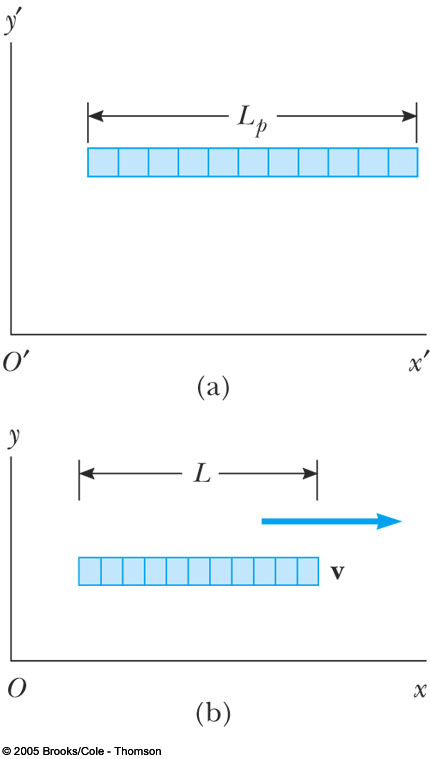 y′
L_p
O′ x′
(a)
y
L
v
O x
(b)
© 2005 Brooks/Cole - Thomson